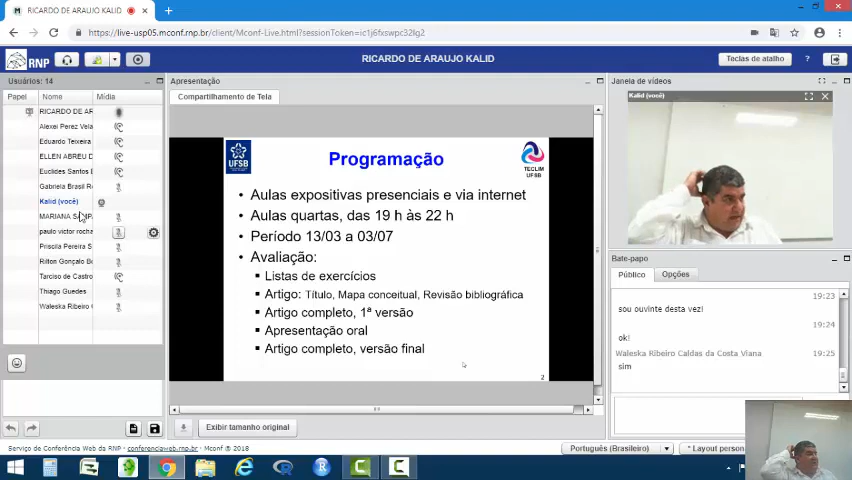 RICARDO DE ARAUJO KALID
https://live-usp05.mconf.rnp.br/client/Mconf-Live.html?sessionToken=ic1j6fxswpc32lg2
RNP
RICARDO DE ARAUJO KALID
Teclas de atalho
?
Usuários: 14
Papel
Nome
Mídia
RICARDO DE AR
Alexei Perez Vela
Eduardo Teixeira
ELLEN ABREU D
Euclides Santos
Gabriela Brasil R
Kalid (você)
MARIANA
paulo victor rocha
Priscila Pereira S
Rilton Gonçalo
Tarciso de Castro
Thiago Guedes
Waleska Ribeiro
Apresentação
Compartilhamento de Tela
UFSB
TECLIM
UFSB
Programação
• Aulas expositivas presenciais e via internet
• Aulas quartas, das 19 h às 22 h
• Período 13/03 a 03/07
• Avaliação:
▪ Listas de exercícios
▪ Artigo: Título, Mapa conceitual, Revisão bibliográfica
▪ Artigo completo, 1ª versão
▪ Apresentação oral
▪ Artigo completo, versão final
2
Exibir tamanho original
Janela de vídeos
Kalid (você)
Bate-papo
Público
Opções
19:23
sou ouvinte desta vez!
19:24
ok!
Waleska Ribeiro Caldas da Costa Viana
19:25
sim
Serviço de Conferência Web da RNP - conferenciaweb.rnp.br - Mconf © 2018
Português (Brasileiro)
* Layout person